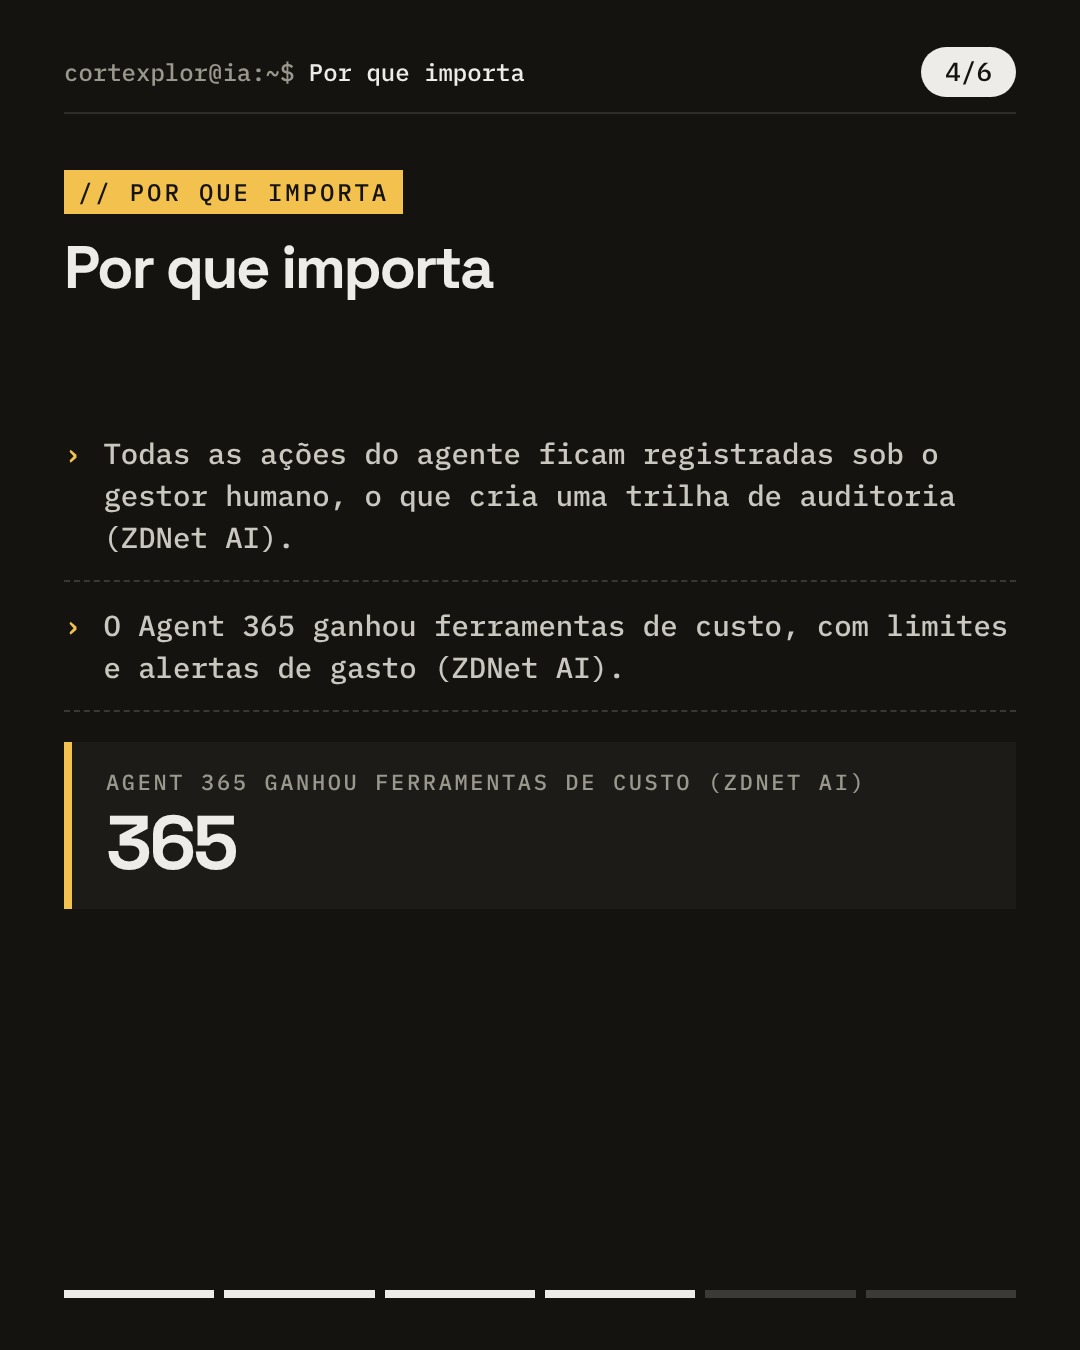 cortexplor@ia:~$ Por que importa
4/6
// POR QUE IMPORTA
Por que importa
› Todas as ações do agente ficam registradas sob o
gestor humano, o que cria uma trilha de auditoria
(ZDNet AI).
› O Agent 365 ganhou ferramentas de custo, com limites
e alertas de gasto (ZDNet AI).
AGENT 365 GANHOU FERRAMENTAS DE CUSTO (ZDNET AI)
365